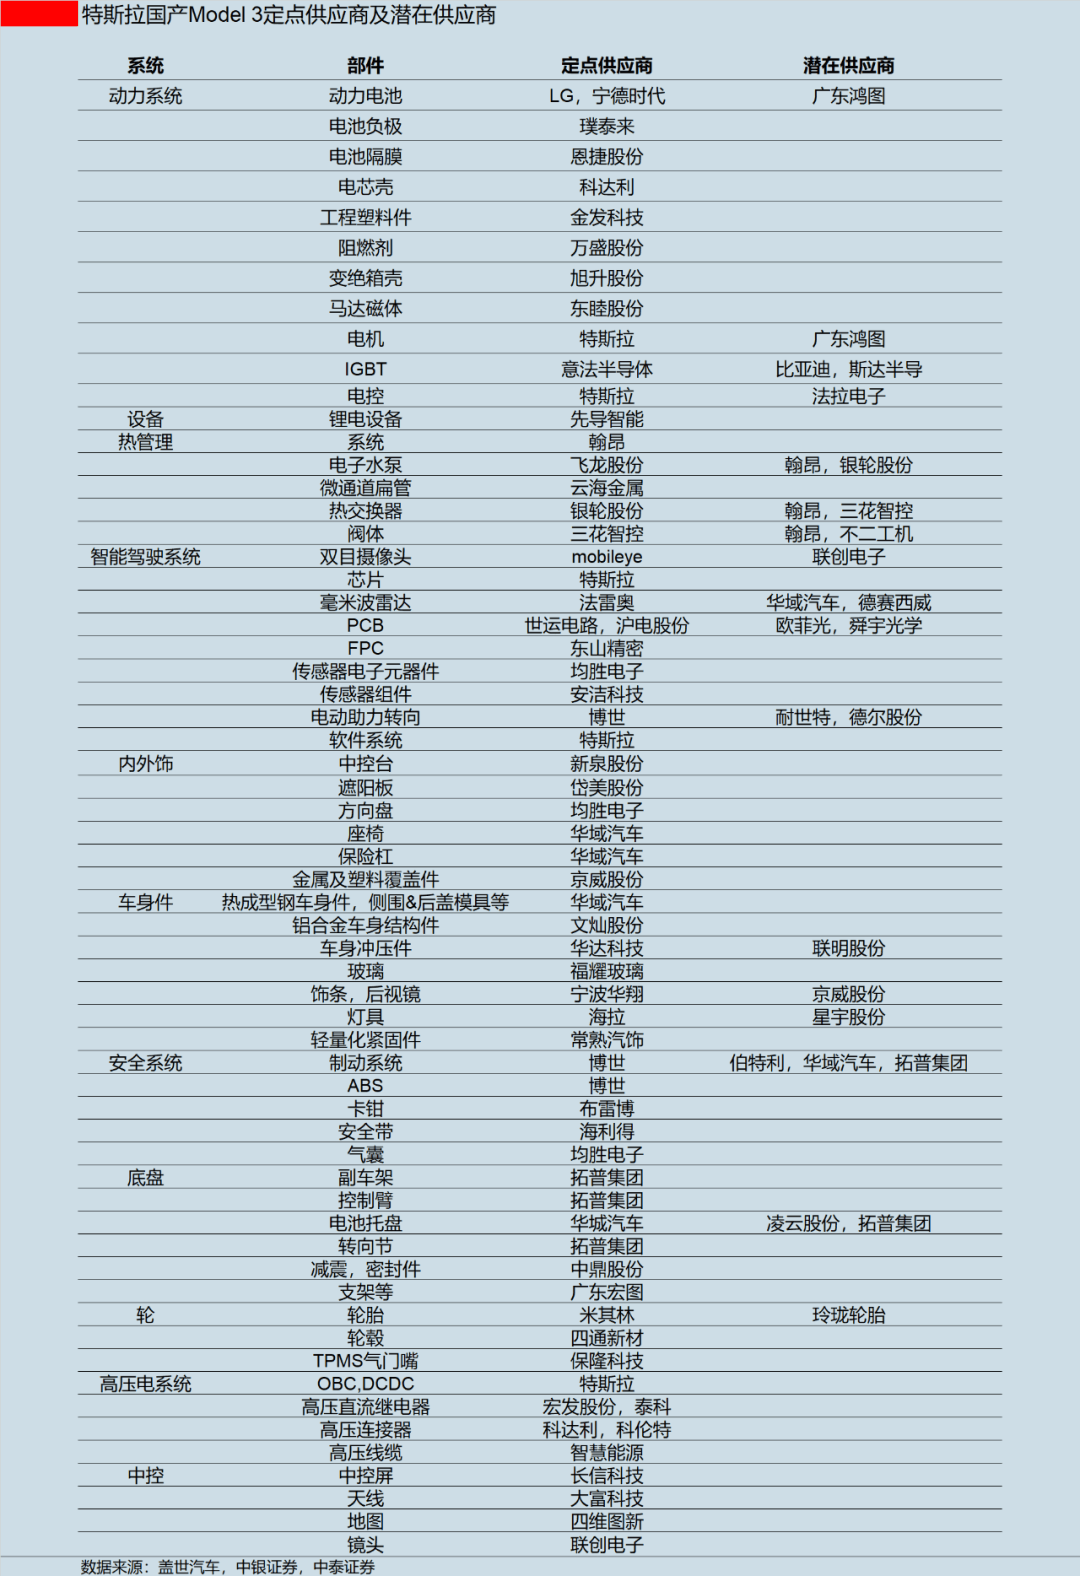 特斯拉国产Model 3定点供应商及潜在供应商
系统 部件 定点供应商 潜在供应商
动力系统 动力电池 LG，宁德时代 广东鸿图
电池负极 璞泰来
电池隔膜 恩捷股份
电芯壳 科达利
工程塑料件 金发科技
阻燃剂 万盛股份
变绝箱壳 旭升股份
马达磁体 东睦股份
电机 特斯拉 广东鸿图
IGBT 意法半导体 比亚迪，斯达半导
电控 特斯拉 法拉电子
设备 锂电设备 先导智能
热管理 系统 翰昂
电子水泵 飞龙股份 翰昂，银轮股份
微通道扁管 云海金属
热交换器 银轮股份 翰昂，三花智控
阀体 三花智控 翰昂，不二工机
智能驾驶系统 双目摄像头 mobileye 联创电子
芯片 特斯拉
毫米波雷达 法雷奥 华域汽车，德赛西威
PCB 世运电路，沪电股份 欧菲光，舜宇光学
FPC 东山精密
传感器电子元器件 均胜电子
传感器组件 安洁科技
电动助力转向 博世 耐世特，德尔股份
软件系统 特斯拉
内外饰 中控台 新泉股份
遮阳板 岱美股份
方向盘 均胜电子
座椅 华域汽车
保险杠 华域汽车
金属及塑料覆盖件 京威股份
车身件 热成型钢车身件，侧围&后盖模具等 华域汽车
铝合金车身结构件 文灿股份
车身冲压件 华达科技 联明股份
玻璃 福耀玻璃
饰条，后视镜 宁波华翔 京威股份
灯具 海拉 星宇股份
轻量化紧固件 常熟汽饰
安全系统 制动系统 博世 伯特利，华域汽车，拓普集团
ABS 博世
卡钳 布雷博
安全带 海利得
气囊 均胜电子
底盘 副车架 拓普集团
控制臂 拓普集团
电池托盘 华城汽车 凌云股份，拓普集团
转向节 拓普集团
减震，密封件 中鼎股份
支架等 广东宏图
轮 轮胎 米其林 玲珑轮胎
轮毂 四通新材
TPMS气门嘴 保隆科技
高压电系统 OBC,DCDC 特斯拉
高压直流继电器 宏发股份，泰科
高压连接器 科达利，科伦特
高压线缆 智慧能源
中控 中控屏 长信科技
天线 大富科技
地图 四维图新
镜头 联创电子
数据来源：盖世汽车，中银证券，中泰证券